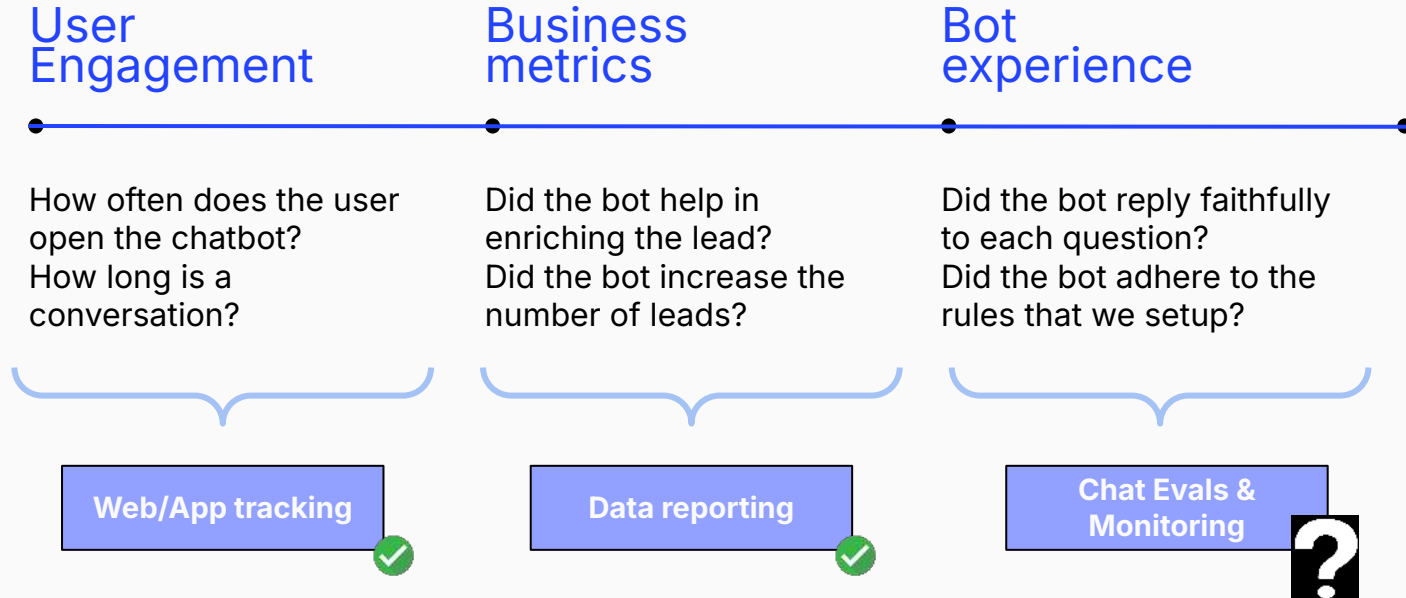 User
Engagement
Business
metrics
Bot
experience
How often does the user
open the chatbot?
How long is a
conversation?
Did the bot help in
enriching the lead?
Did the bot increase the
number of leads?
Did the bot reply faithfully
to each question?
Did the bot adhere to the
rules that we setup?
Web/App tracking
Data reporting
Chat Evals &
Monitoring
?